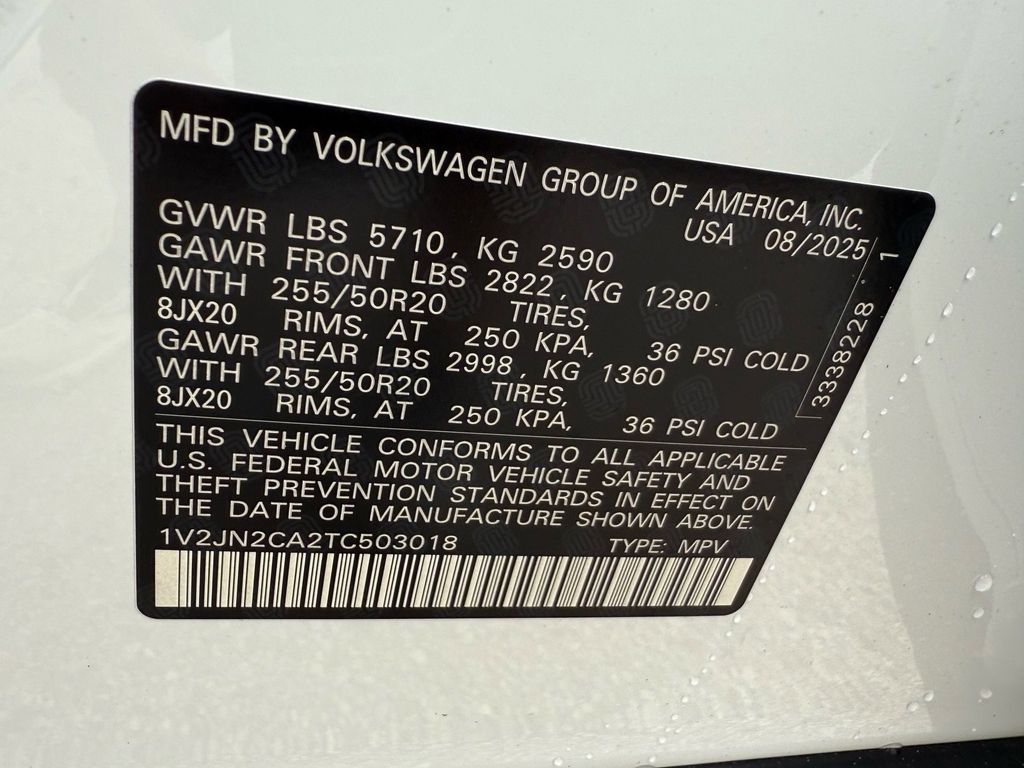 MFD BY VOLKSWAGEN GROUP OF AMERICA, INC.
USA 08/2025
GVWR LBS 5710, KG 2590
GAWR FRONT LBS 2822, KG 1280
WITH 255/50R20 TIRES,
8JX20 RIMS, AT 250 KPA, 36 PSI COLD
GAWR REAR LBS 2998, KG 1360
WITH 255/50R20 TIRES,
8JX20 RIMS, AT 250 KPA, 36 PSI COLD
3338228 1
THIS VEHICLE CONFORMS TO ALL APPLICABLE
U.S. FEDERAL MOTOR VEHICLE SAFETY AND
THEFT PREVENTION STANDARDS IN EFFECT ON
THE DATE OF MANUFACTURE SHOWN ABOVE.
1V2JN2CA2TC503018 TYPE: MPV